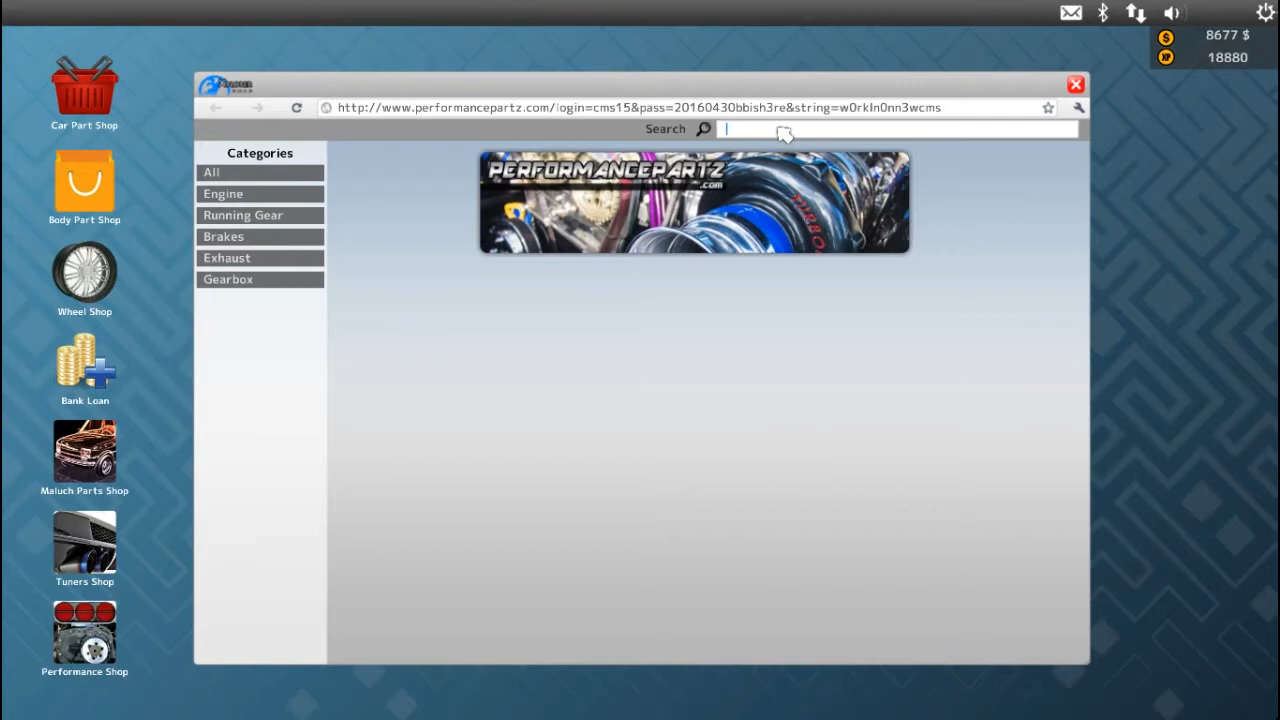 8677 $
18880
Car Part Shop
Body Part Shop
Wheel Shop
Bank Loan
Maluch Parts Shop
Tuners Shop
Performance Shop
http://www.performancepartz.com/login=cms15&pass=20160430bbish3re&string=w0rkIn0nn3wcms
Search
Categories
All
Engine
Running Gear
Brakes
Exhaust
Gearbox
PERFORMANCEPARTZ
.com
TURBO